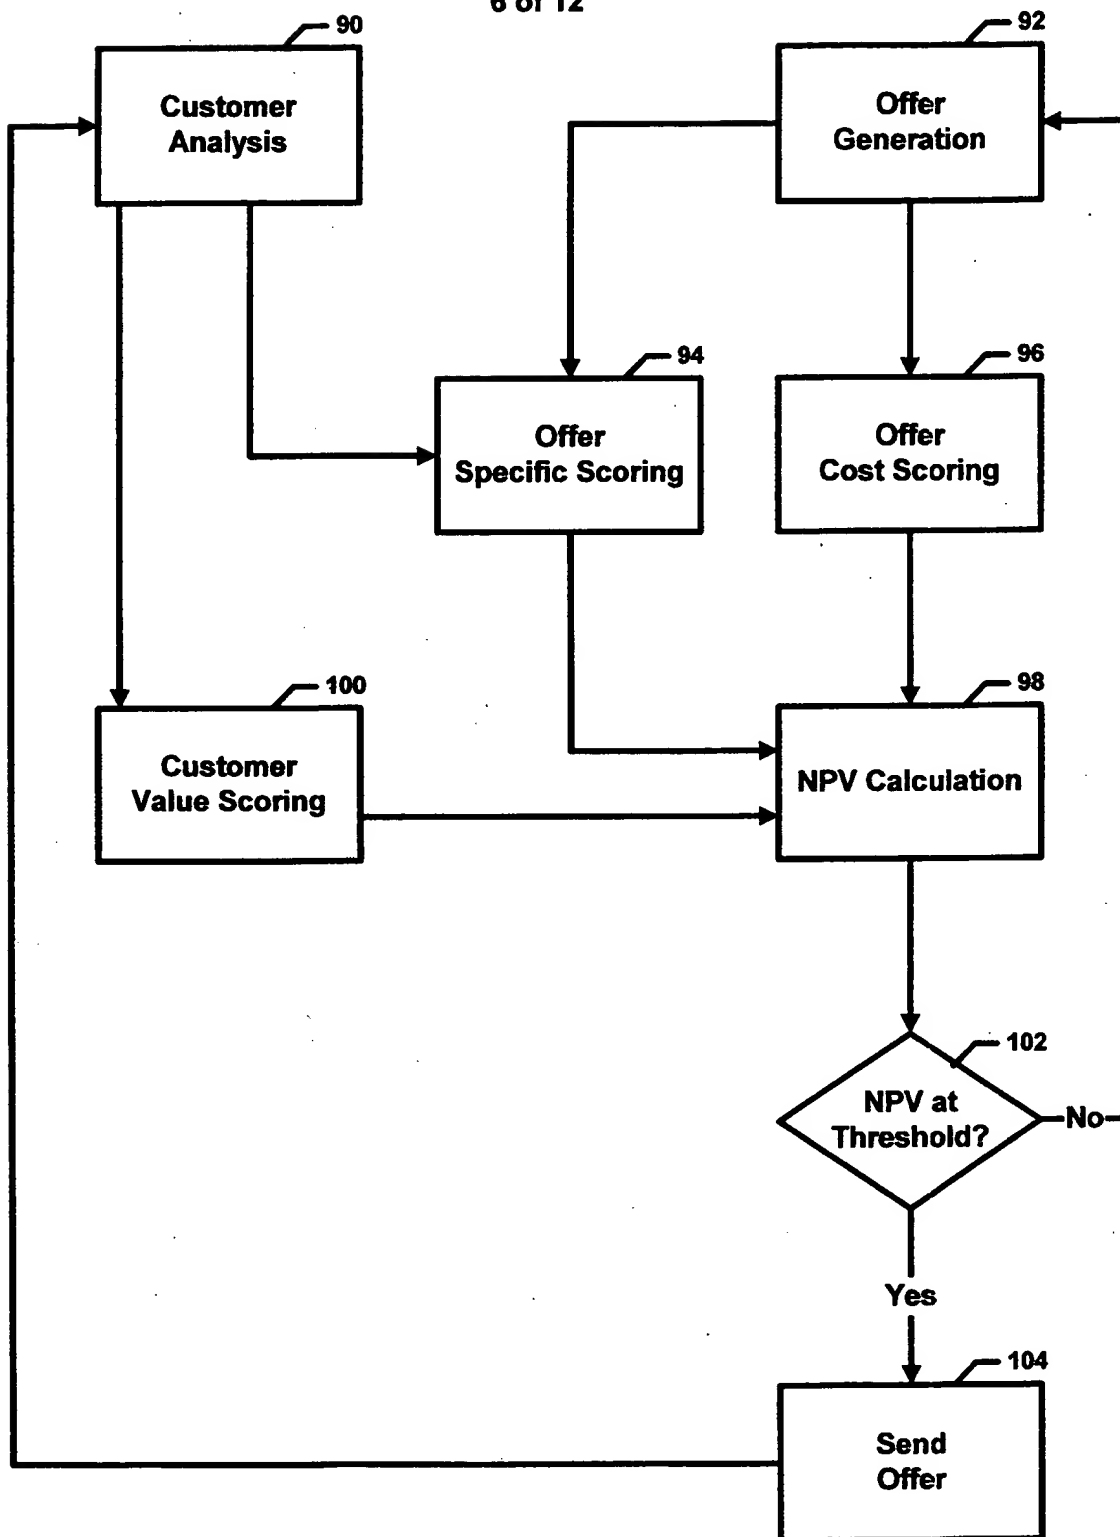 6 of 12
90
Customer
Analysis
92
Offer
Generation
94
Offer
Specific Scoring
96
Offer
Cost Scoring
100
Customer
Value Scoring
98
NPV Calculation
102
NPV at
Threshold?
No
Yes
104
Send
Offer